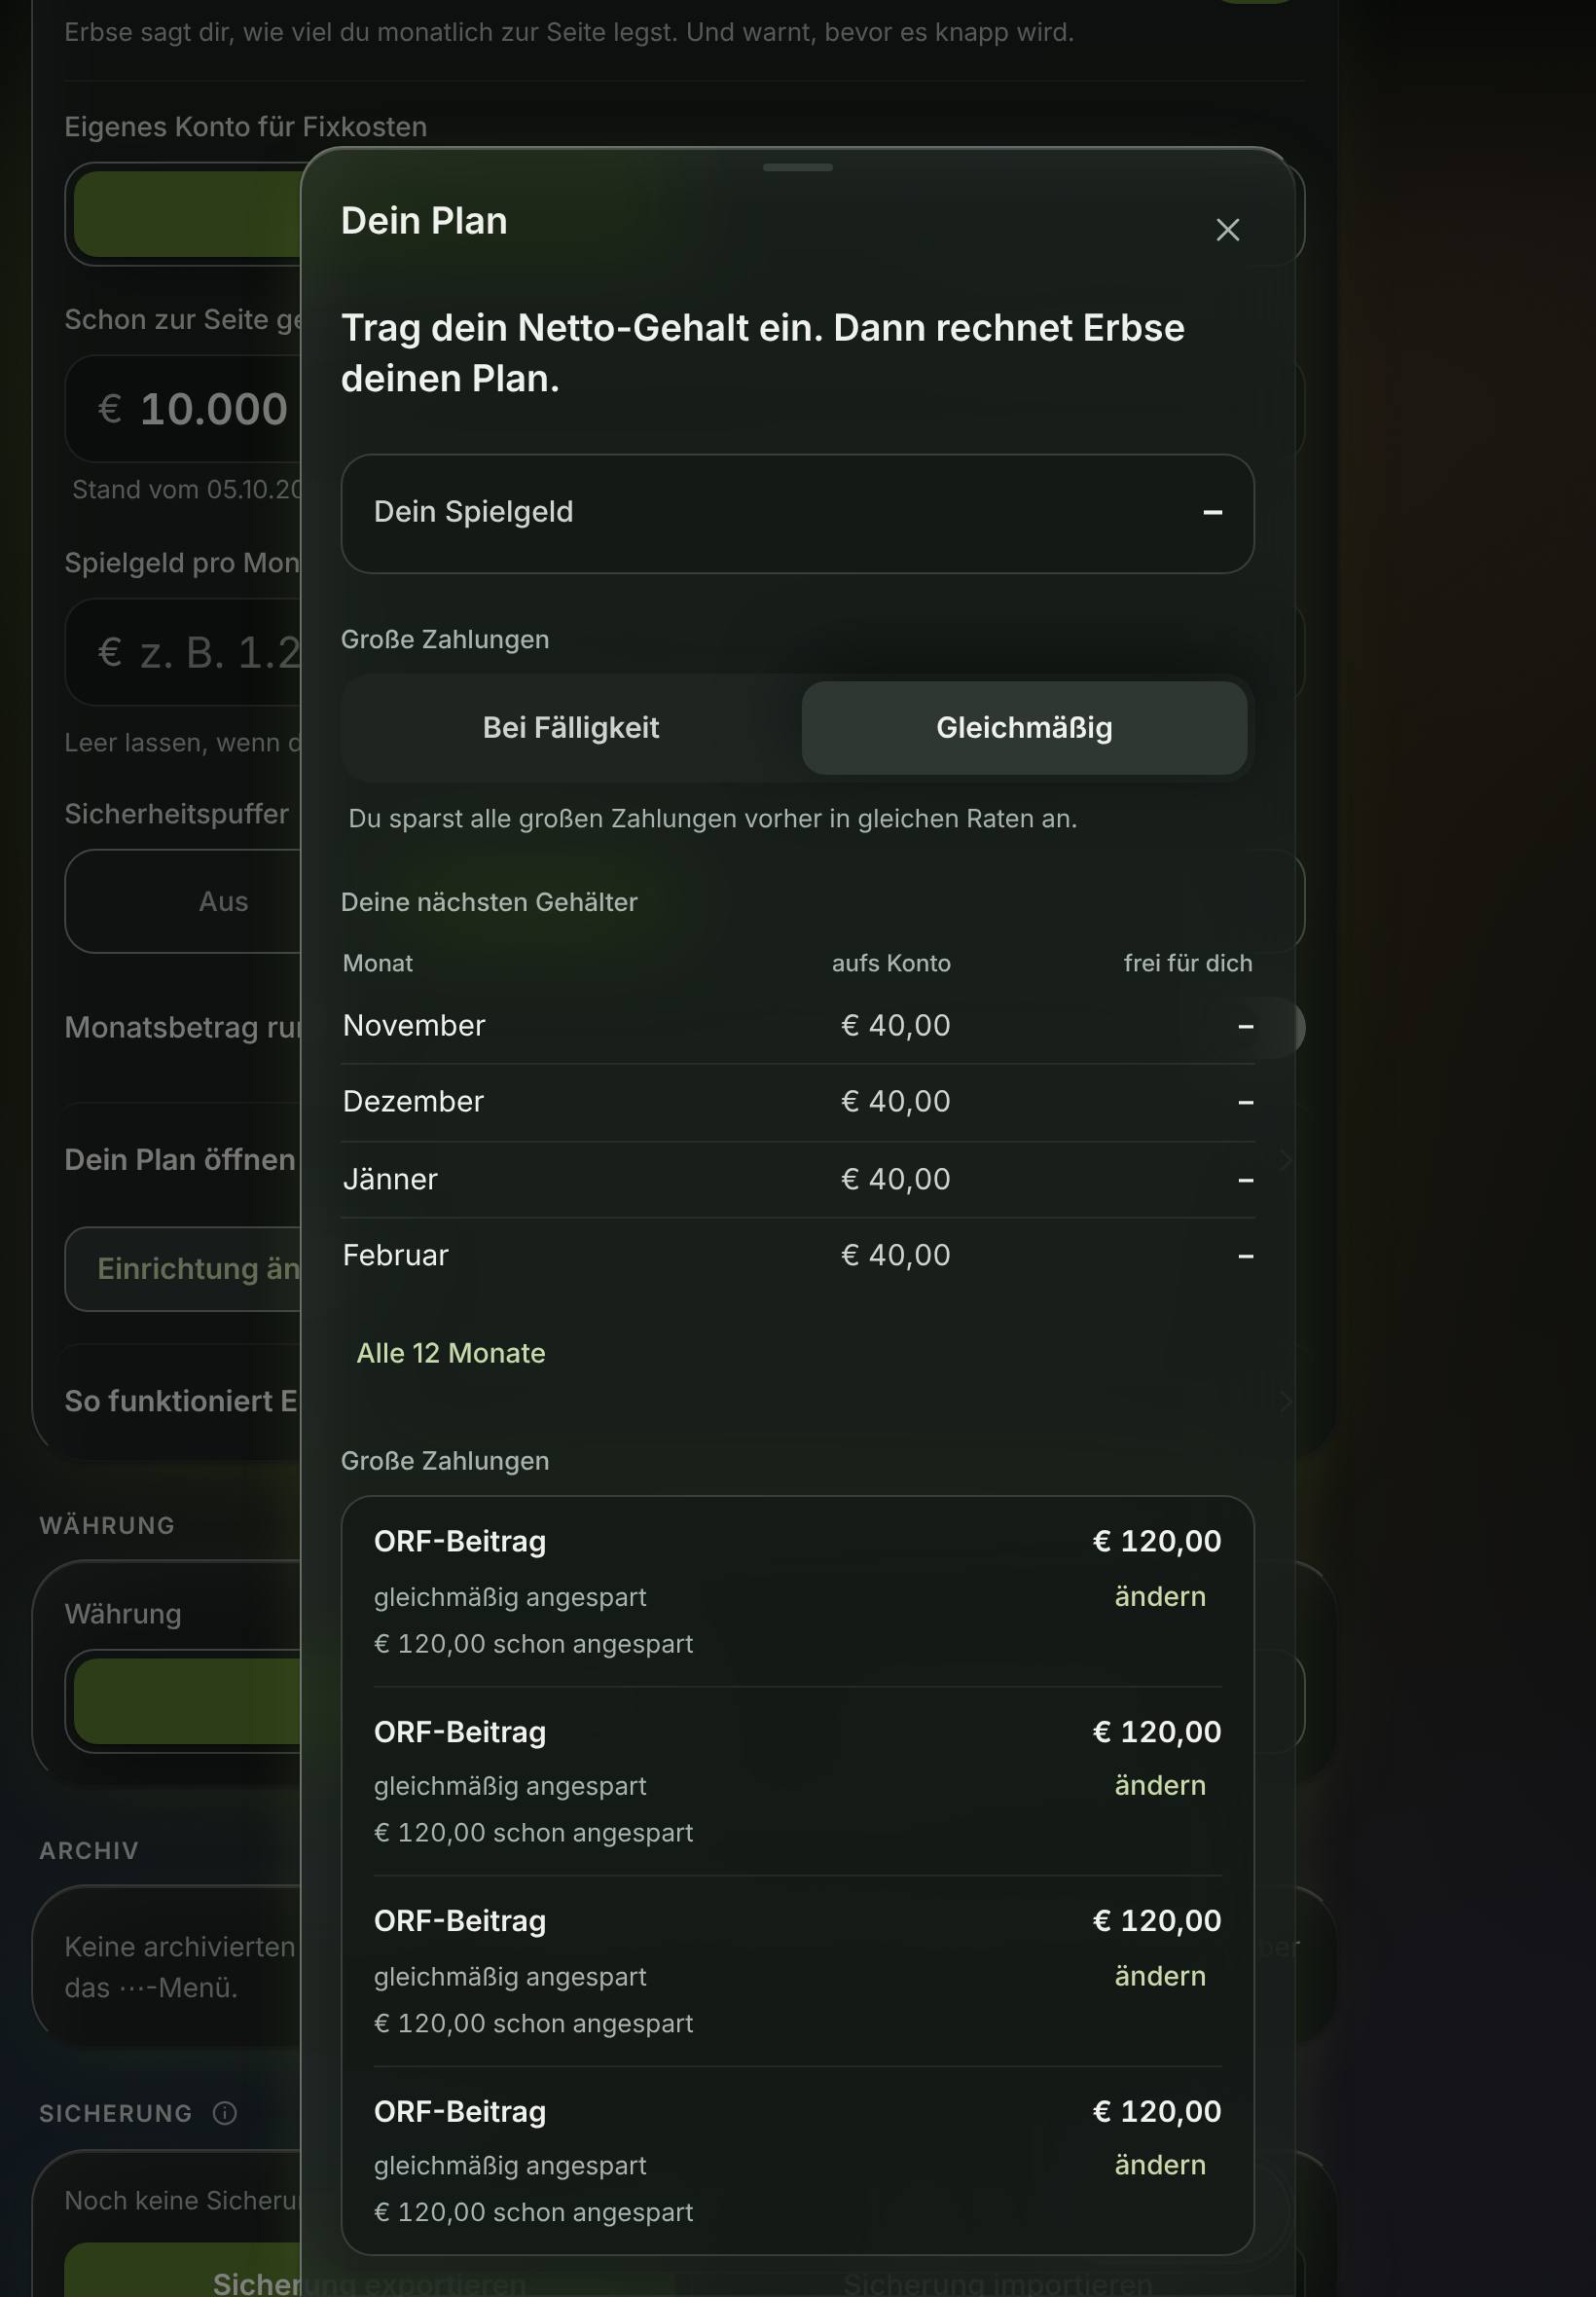 Erbse sagt dir, wie viel du monatlich zur Seite legst. Und warnt, bevor es knapp wird.
Eigenes Konto für Fixkosten
Dein Plan
Trag dein Netto-Gehalt ein. Dann rechnet Erbse
deinen Plan.
Schon zur Seite
€ 10.000
Stand vom 05.10.20
Dein Spielgeld –
Spielgeld pro
€ z. B. 1.2
Große Zahlungen
Bei Fälligkeit Gleichmäßig
Leer lassen, wenn
Du sparst alle großen Zahlungen vorher in gleichen Raten an.
Sicherheitspuffer
Aus
Deine nächsten Gehälter
Monat aufs Konto frei für dich
November € 40,00 –
Monatsbetrag
Dezember € 40,00 –
Jänner € 40,00 –
Dein Plan öffnen
Februar € 40,00 –
Einrichtung
Alle 12 Monate
So funktioniert
Große Zahlungen
WÄHRUNG
Währung
ORF-Beitrag € 120,00
gleichmäßig angespart ändern
€ 120,00 schon angespart
ORF-Beitrag € 120,00
gleichmäßig angespart ändern
€ 120,00 schon angespart
ARCHIV
Keine archivierten
das ···-Menü.
ORF-Beitrag € 120,00
gleichmäßig angespart ändern
€ 120,00 schon angespart
SICHERUNG
ORF-Beitrag € 120,00
gleichmäßig angespart ändern
€ 120,00 schon angespart
Noch keine
Sicherung exportieren Sicherung importieren